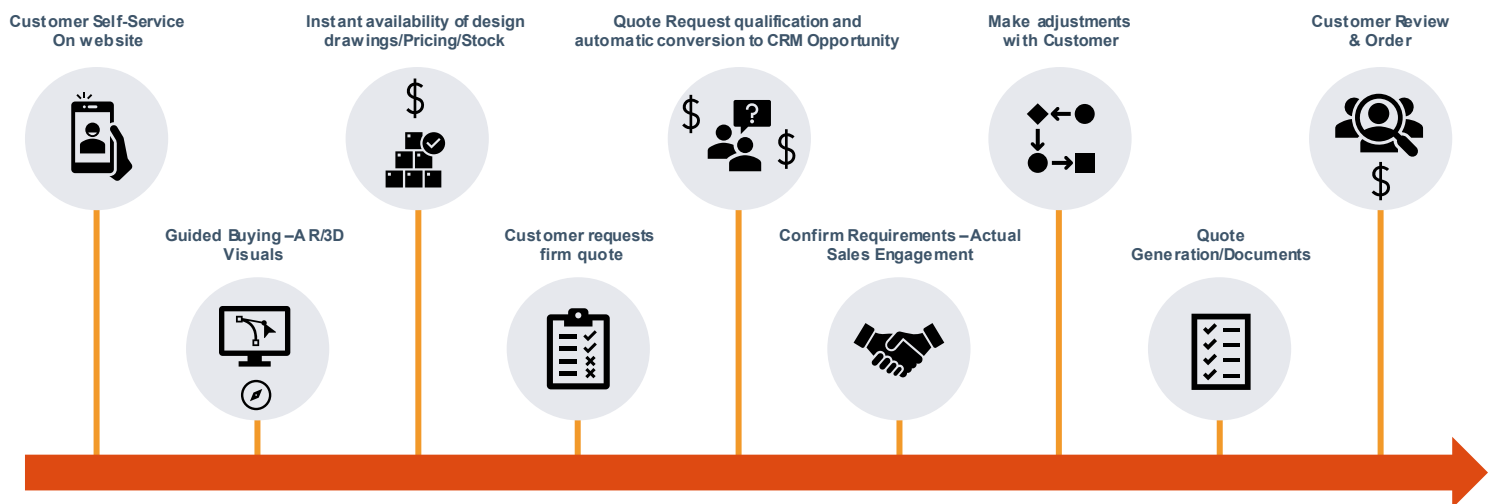 Customer Self-Service
On website
Instant availability of design
drawings/Pricing/Stock
Quote Request qualification and
automatic conversion to CRM Opportunity
Make adjustments
with Customer
Customer Review
& Order
Guided Buying –AR/3D
Visuals
Customer requests
firm quote
Confirm Requirements –Actual
Sales Engagement
Quote
Generation/Documents
$
$
$
?
$